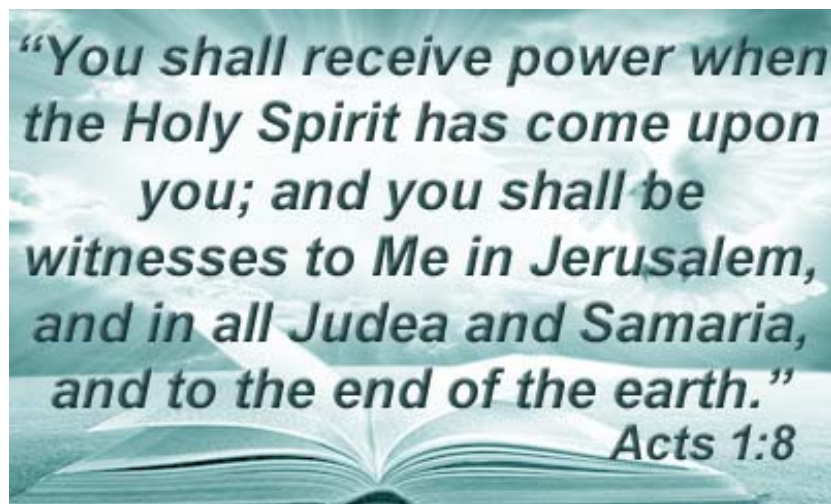 “You shall receive power when
the Holy Spirit has come upon
you; and you shall be
witnesses to Me in Jerusalem,
and in all Judea and Samaria,
and to the end of the earth.”
Acts 1:8